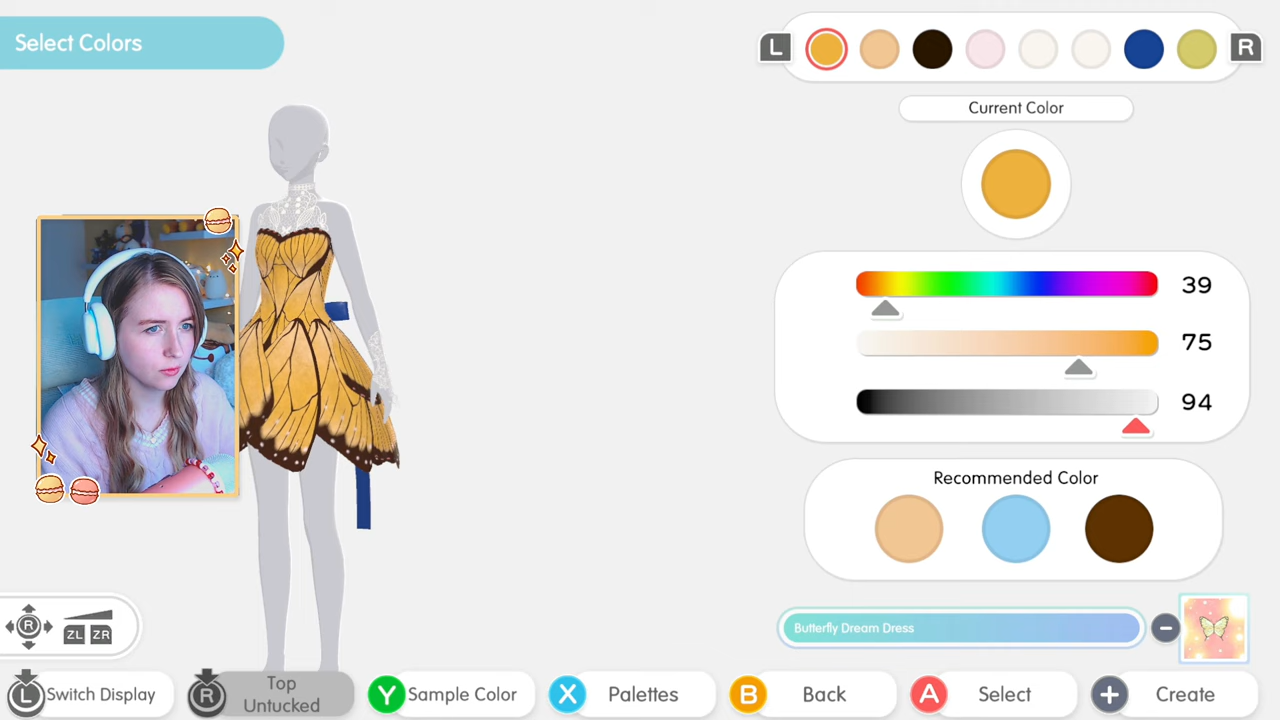 Select Colors
L
R
Current Color
39
75
94
Recommended Color
Butterfly Dream Dress
R
ZL ZR
L Switch Display
R Top
Untucked
Y Sample Color
X Palettes
B Back
A Select
Create